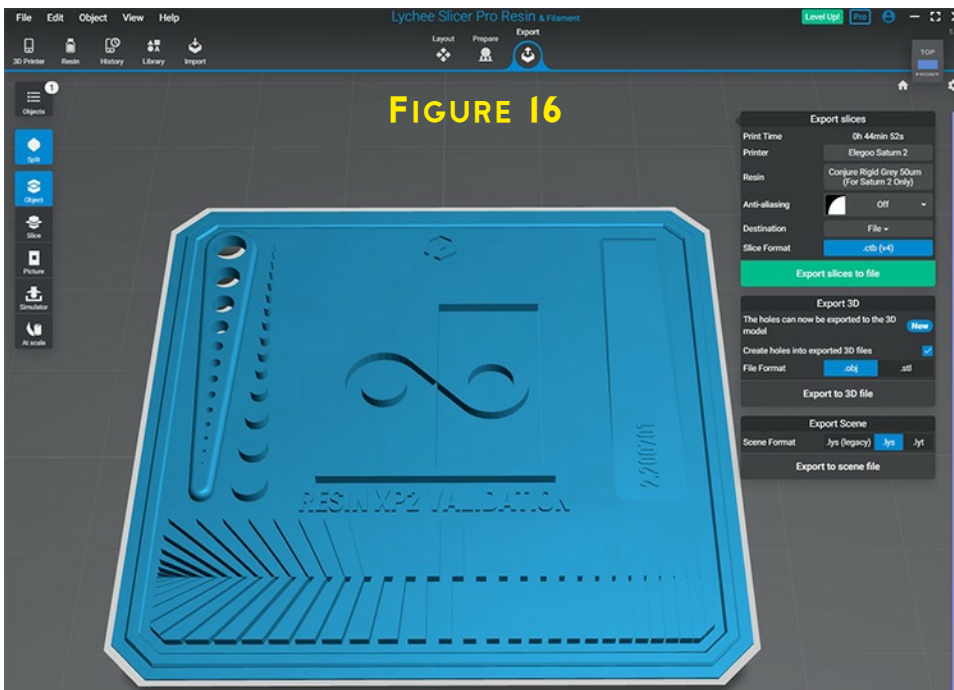 File Edit Object View Help
Lychee Slicer Pro Resin & Filament
Level Up! Pro
3D Printer Resin History Library Import
Layout Prepare Export
TOP
FRONT
Objects 1
Split
Object
Slice
Picture
Simulator
At scale
FIGURE 16
Export slices
Print Time 0h 44min 52s
Printer Elegoo Saturn 2
Resin Conjure Rigid Grey 50um
(For Saturn 2 Only)
Anti-aliasing Off
Destination File
Slice Format .ctb (v4)
Export slices to file
Export 3D
The holes can now be exported to the 3D
model New
Create holes into exported 3D files
File Format .obj .stl
Export to 3D file
Export Scene
Scene Format .lys (legacy) .lys .lyt
Export to scene file
2.200701
RESIN XP2 VALIDATION